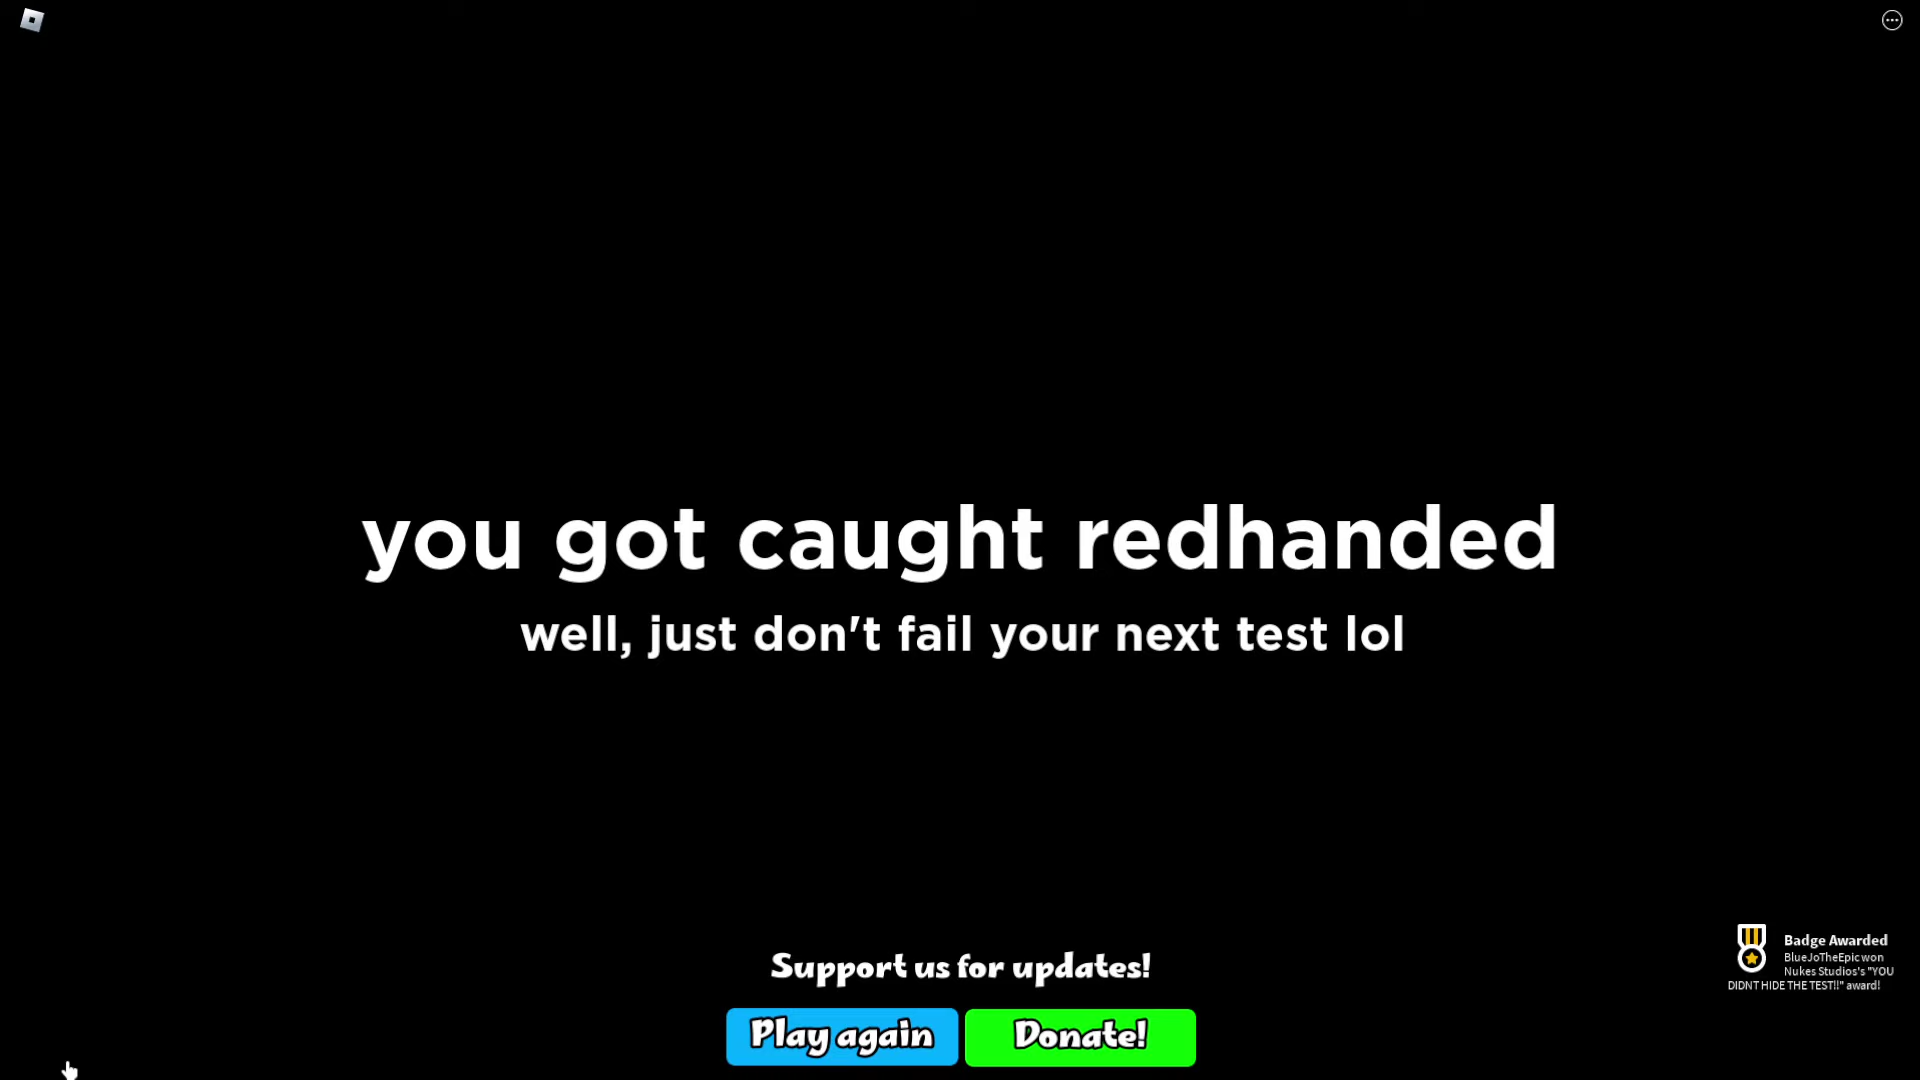 you got caught redhanded
well, just don't fail your next test lol
Support us for updates!
Play again
Donate!
Badge Awarded
BlueJoTheEpic won
Nukes Studios's "YOU
DIDNT HIDE THE TEST!!" award!